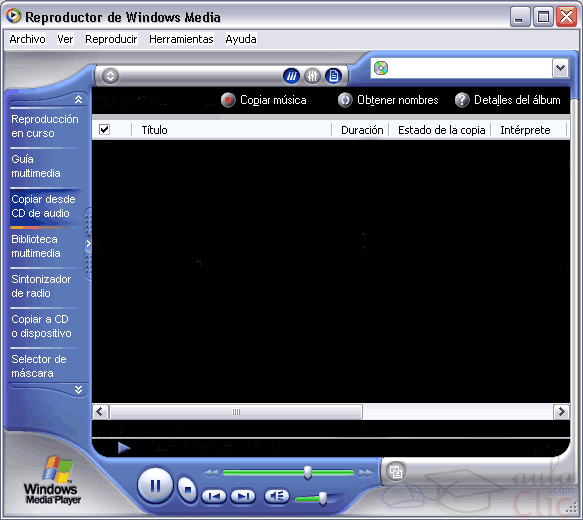 Reproductor de Windows Media
Archivo Ver Reproducir Herramientas Ayuda
Copiar música Obtener nombres Detalles del álbum
Título Duración Estado de la copia Intérprete
Reproducción
en curso
Guía
multimedia
Copiar desde
CD de audio
Biblioteca
multimedia
Sintonizador
de radio
Copiar a CD
o dispositivo
Selector de
máscara
Windows
Media Player
aula
.com
Clic